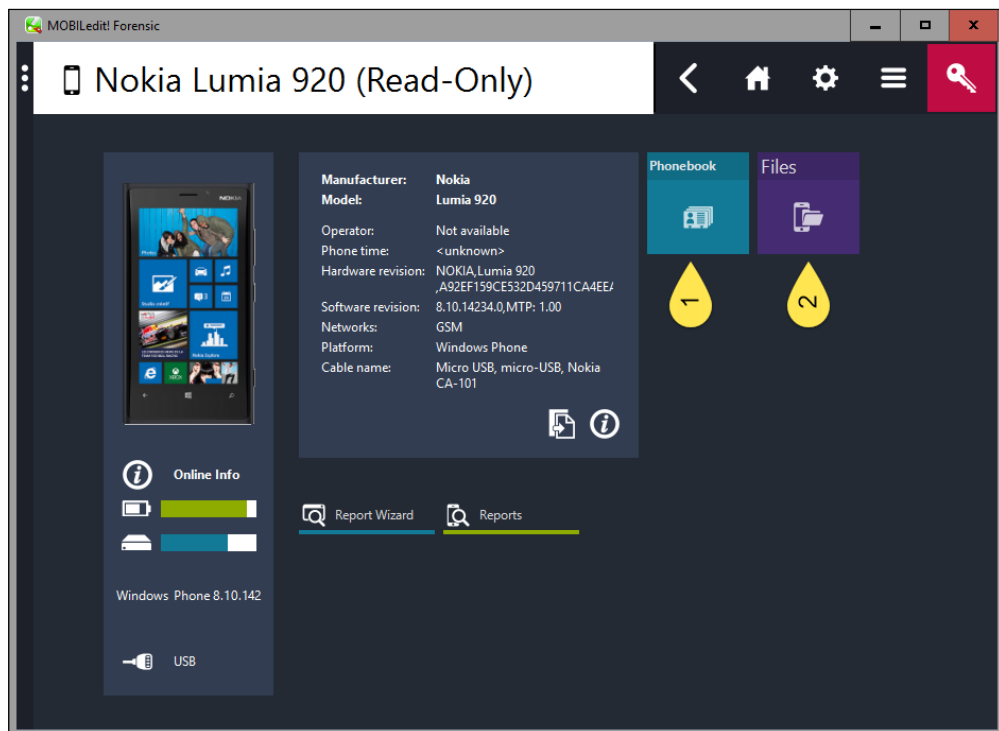 MOBILedit! Forensic
Nokia Lumia 920 (Read-Only)
NOKIA
Photos
Manufacturer: Nokia
Model: Lumia 920
Operator: Not available
Phone time: <unknown>
Hardware revision: NOKIA,Lumia 920
,A92EF159CE532D459711CA4EE
Software revision: 8.10.14234.0,MTP: 1.00
Networks: GSM
Platform: Windows Phone
Cable name: Micro USB, micro-USB, Nokia
CA-101
Phonebook
Files
1
2
Online Info
Report Wizard
Reports
Windows Phone 8.10.142
USB